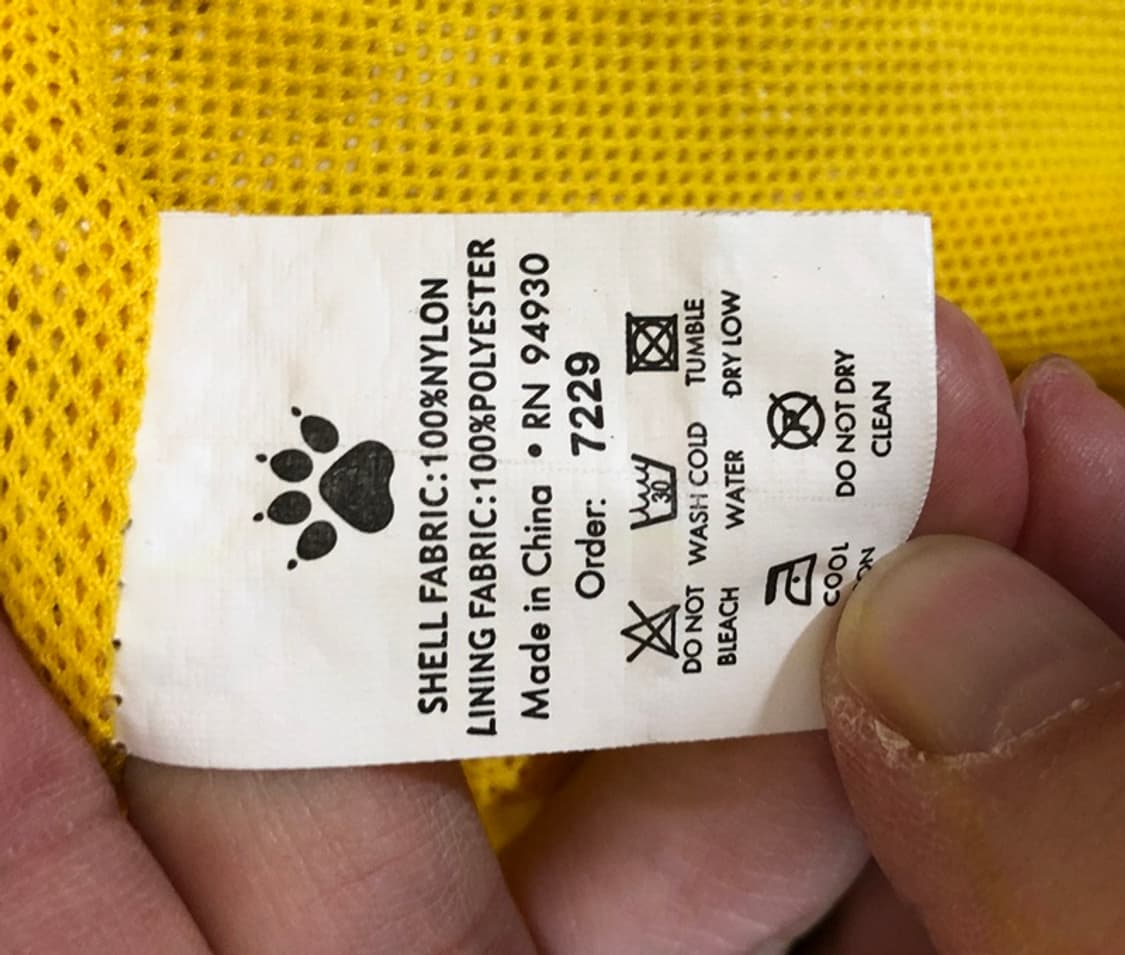 SHELL FABRIC:100%NYLON
LINING FABRIC:100%POLYESTER
Made in China • RN 94930
Order: 7229
30
DO NOT BLEACH
WASH COLD WATER
TUMBLE DRY LOW
COOL
DO NOT DRY CLEAN